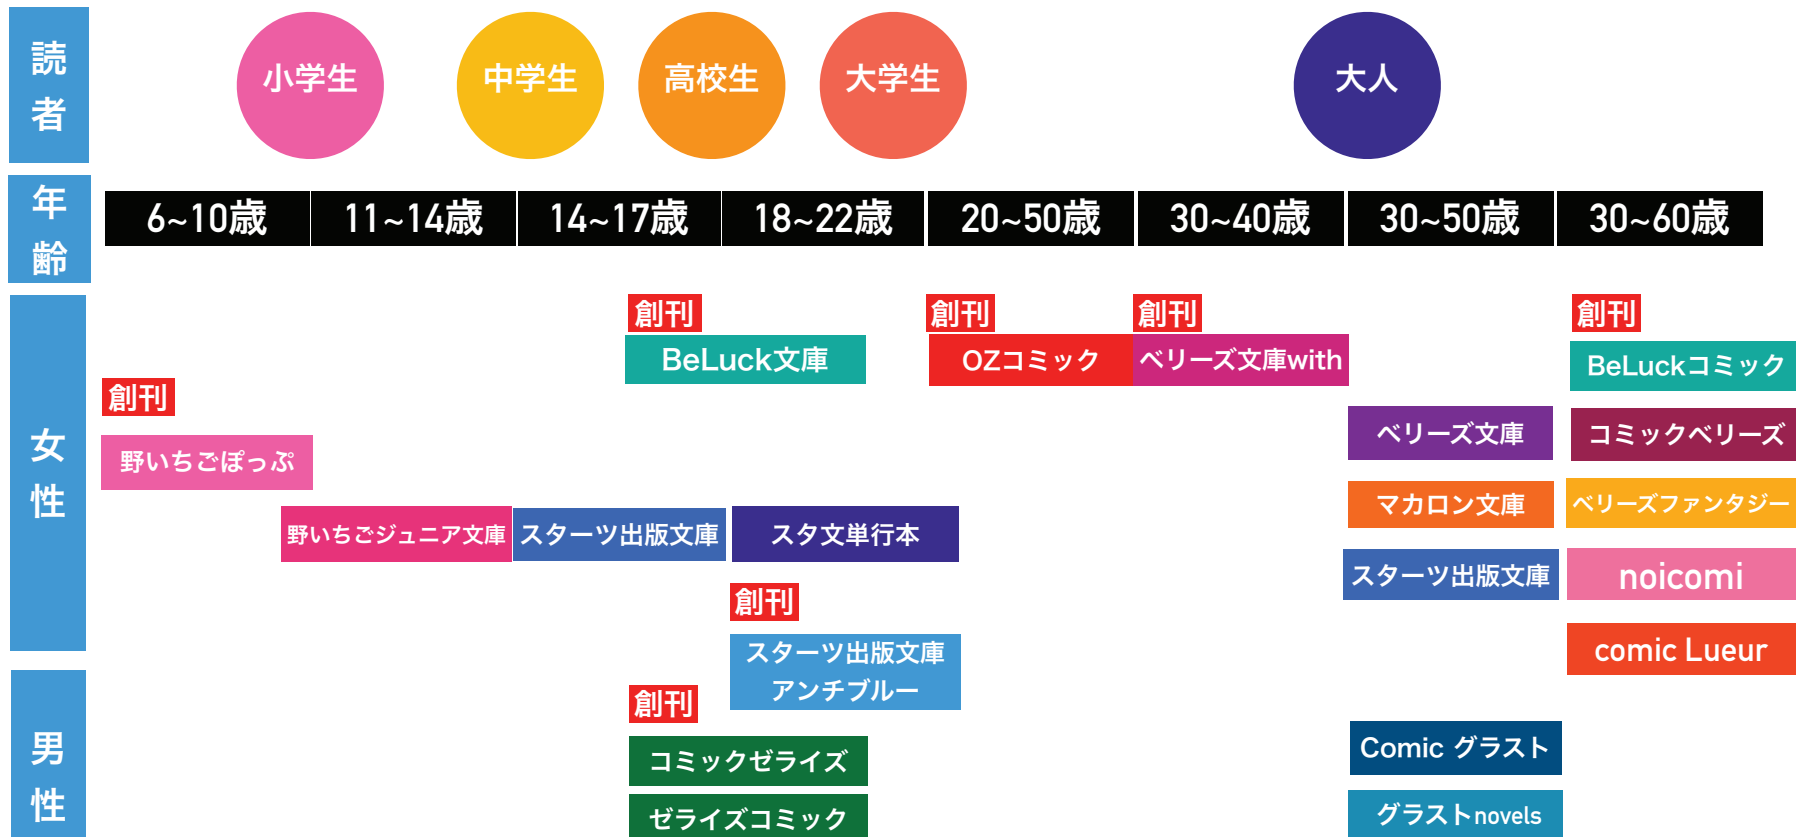 読者
小学生
中学生
高校生
大学生
大人
年齢
6~10歳
11~14歳
14~17歳
18~22歳
20~50歳
30~40歳
30~50歳
30~60歳
女性
創刊
BeLuck文庫
創刊
OZコミック
創刊
ベリーズ文庫with
創刊
BeLuckコミック
創刊
野いちごぽっぷ
ベリーズ文庫
コミックベリーズ
マカロン文庫
ベリーズファンタジー
野いちごジュニア文庫
スターツ出版文庫
スタ文単行本
スターツ出版文庫
noicomi
創刊
スターツ出版文庫
アンチブルー
comic Lueur
男性
創刊
コミックゼライズ
ゼライズコミック
Comic グラスト
グラストnovels